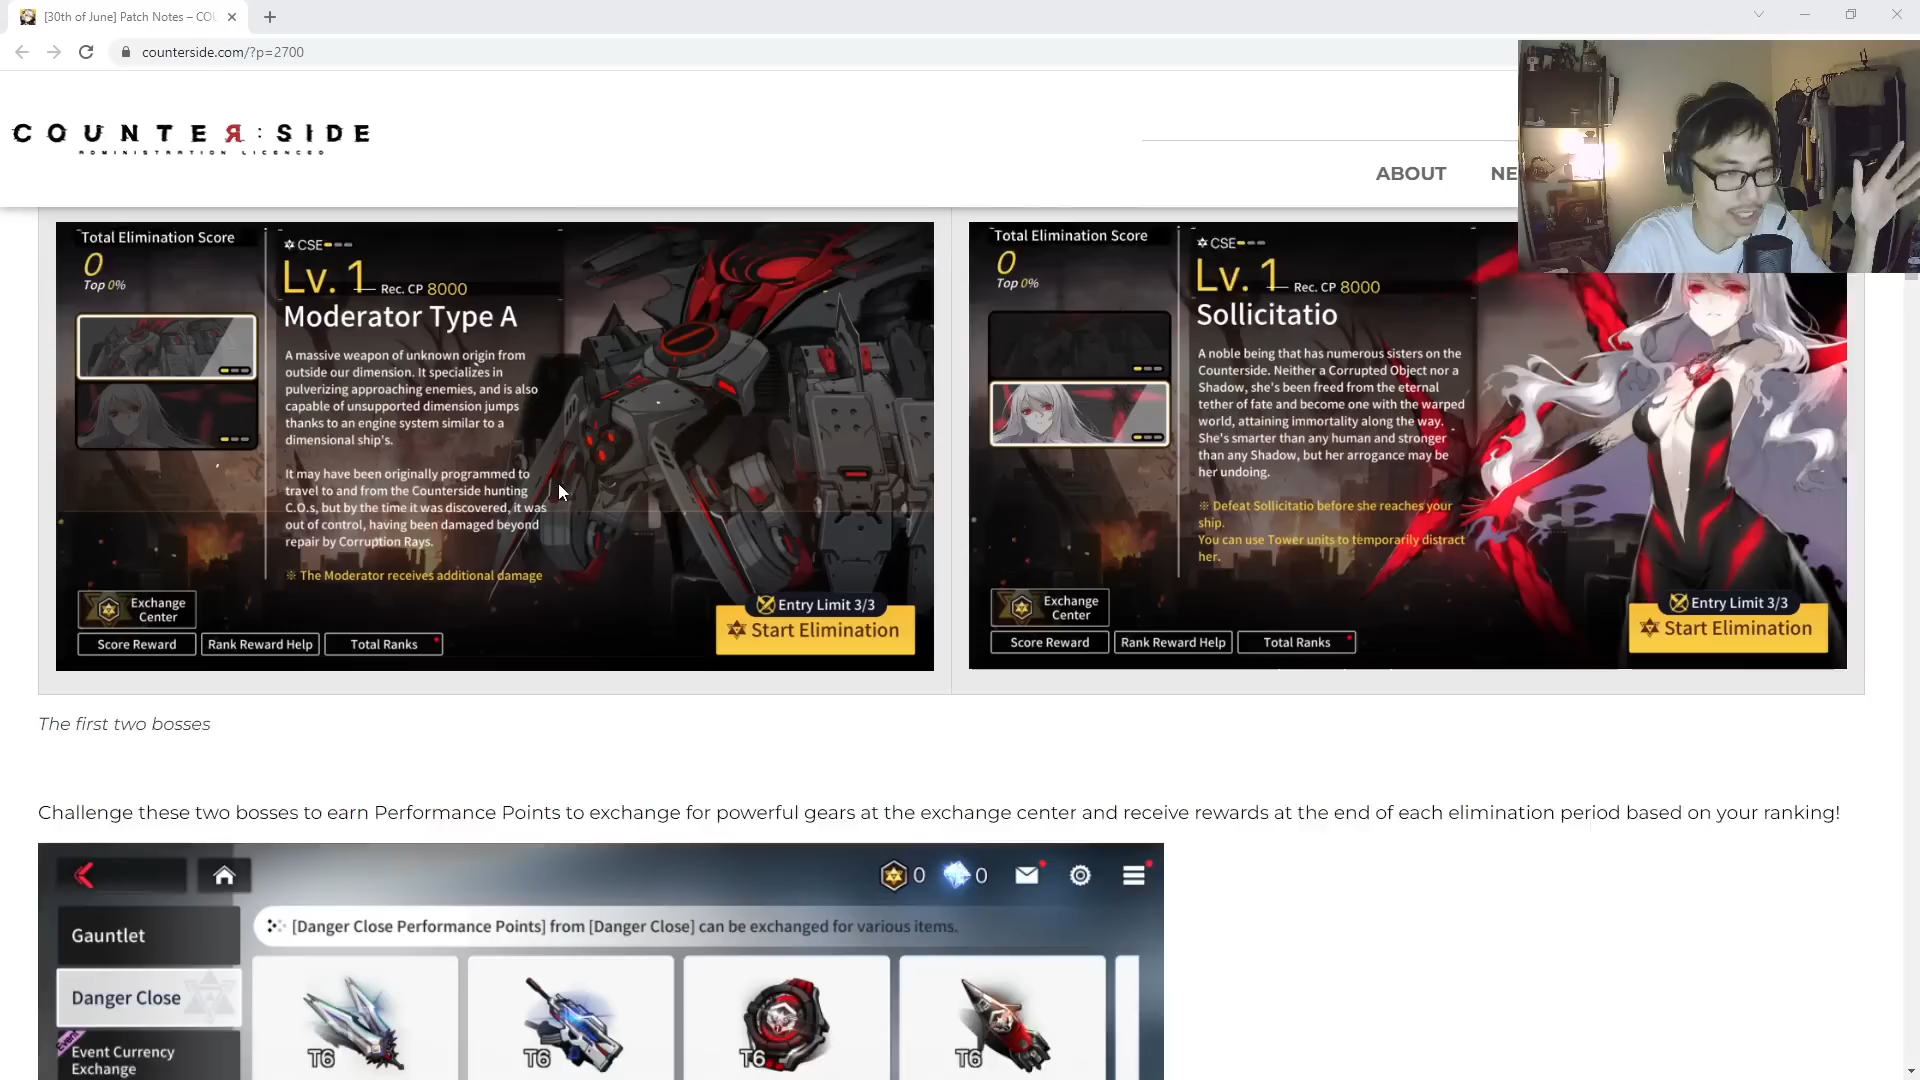 [30th of June] Patch Notes – COU
counterside.com/?p=2700
COUNTER:SIDE
ADMINISTRATION LICENCED
ABOUT
NE
Total Elimination Score
0
Top 0%
CSE
Lv. 1
Rec. CP 8000
Moderator Type A
A massive weapon of unknown origin from
outside our dimension. It specializes in
pulverizing approaching enemies, and is also
capable of unsupported dimension jumps
thanks to an engine system similar to a
dimensional ship's.
It may have been originally programmed to
travel to and from the Counterside hunting
C.O.s, but by the time it was discovered, it was
out of control, having been damaged beyond
repair by Corruption Rays.
※ The Moderator receives additional damage
Exchange
Center
Score Reward
Rank Reward Help
Total Ranks
Entry Limit 3/3
Start Elimination
Total Elimination Score
0
Top 0%
CSE
Lv. 1
Rec. CP 8000
Sollicitatio
A noble being that has numerous sisters on the
Counterside. Neither a Corrupted Object nor a
Shadow, she's been freed from the eternal
tether of fate and become one with the warped
world, attaining immortality along the way.
She's smarter than any human and stronger
than any Shadow, but her arrogance may be
her undoing.
※ Defeat Sollicitatio before she reaches your
ship.
You can use Tower units to temporarily distract
her.
Exchange
Center
Score Reward
Rank Reward Help
Total Ranks
Entry Limit 3/3
Start Elimination
The first two bosses
Challenge these two bosses to earn Performance Points to exchange for powerful gears at the exchange center and receive rewards at the end of each elimination period based on your ranking!
0
0
Gauntlet
[Danger Close Performance Points] from [Danger Close] can be exchanged for various items.
Danger Close
Event Currency
Exchange
T6
T6
T6
T6